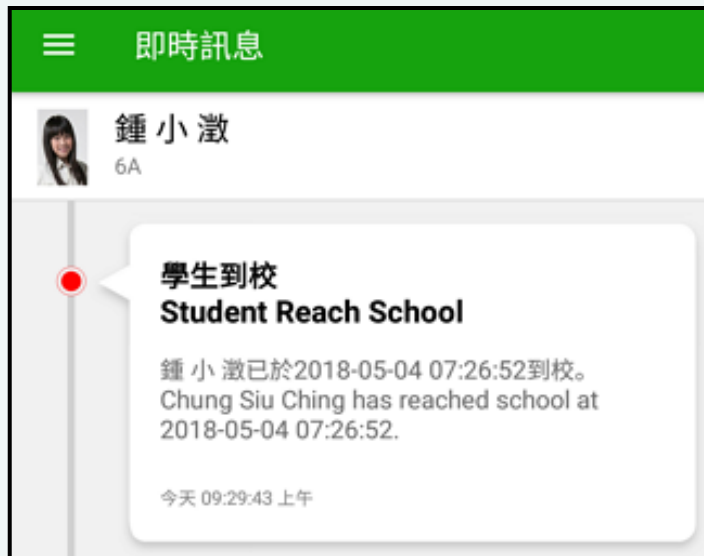 即時訊息
鍾 小 澂
6A
學生到校
Student Reach School
鍾 小 澂已於2018-05-04 07:26:52到校。
Chung Siu Ching has reached school at
2018-05-04 07:26:52.
今天 09:29:43 上午